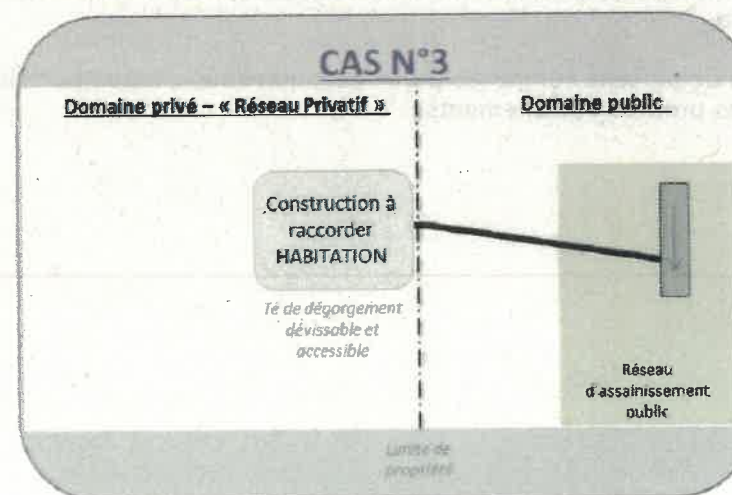 CAS N°3
Domaine privé – « Réseau Privatif »
Domaine public
Construction à
raccorder
HABITATION
Té de dégorgement
dévissable et
accessible
Réseau
d'assainissement
public
Limite de
propriété